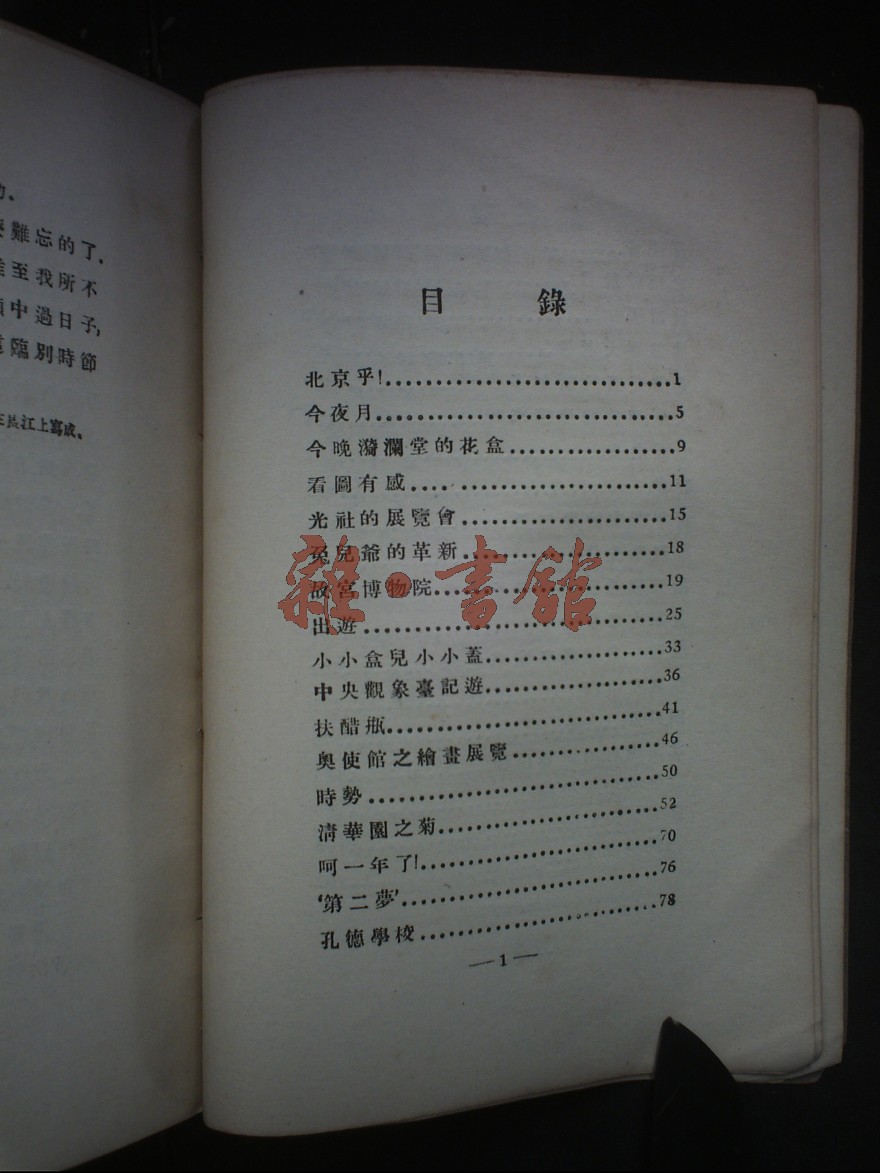 難忘的了.
至我所不
中過日子,
臨別時節
長江上寫成.
目錄
北京乎!..............................1
今夜月..............................5
今晚漪瀾堂的花盒..................9
看圖有感..............................11
光社的展覽會......................15
兔兒爺的革新......................18
故宮博物院........................19
出遊..............................25
小小盒兒小小蓋....................33
中央觀象臺記遊....................36
扶醋瓶............................41
奧使館之繪畫展覽..................46
時勢..............................50
淸華園之菊........................52
呵一年了!.........................70
‘第二夢’..........................76
孔德學校..........................78
—1—
雜·書館